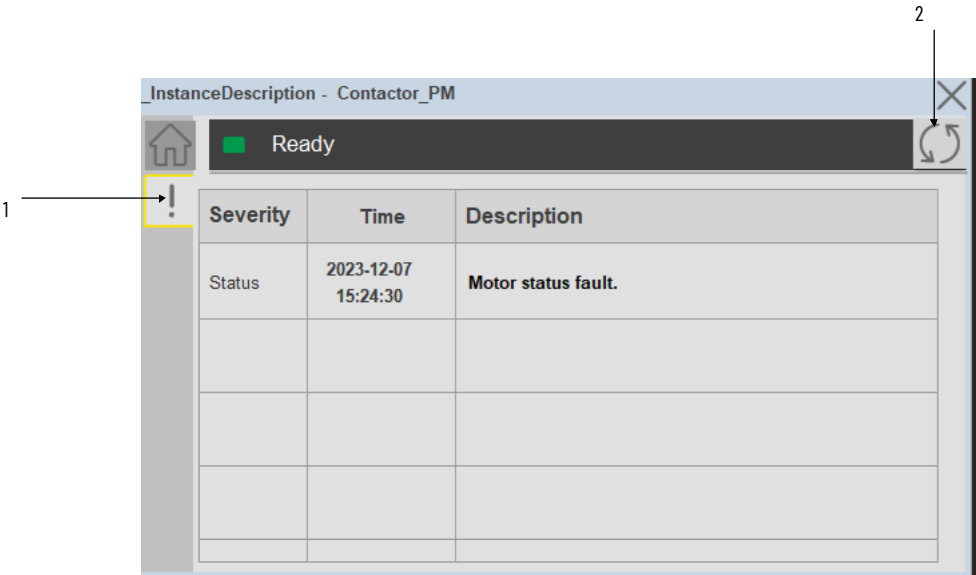 2
_InstanceDescription - Contactor_PM
Ready
1
!
Severity Time Description
Status 2023-12-07 15:24:30 Motor status fault.